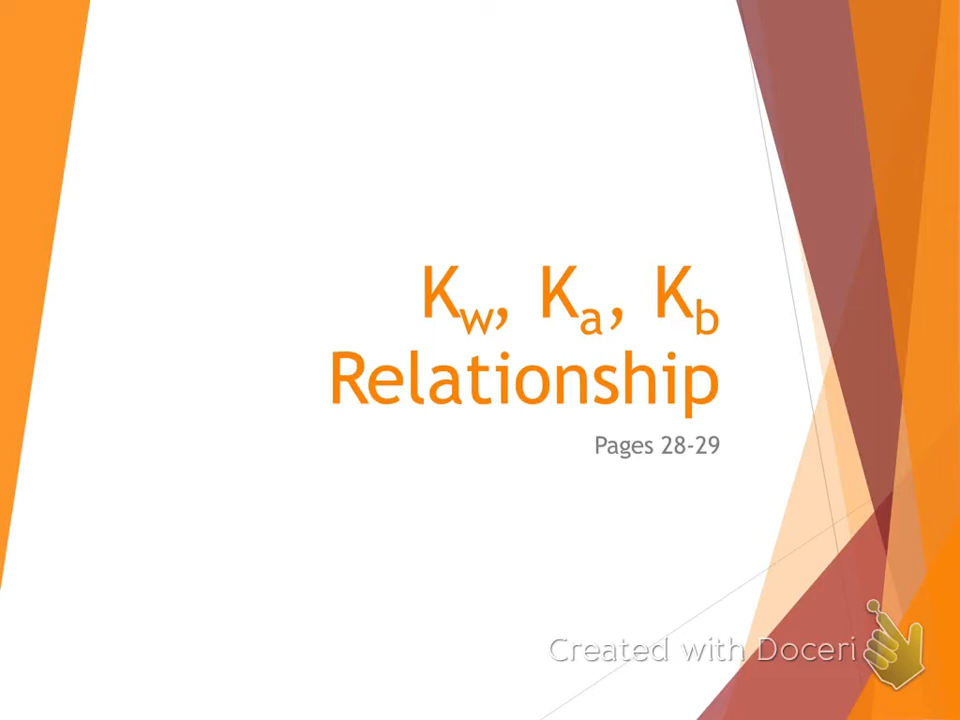 Kw, Ka, Kb
Relationship
Pages 28-29
Created with Doceri